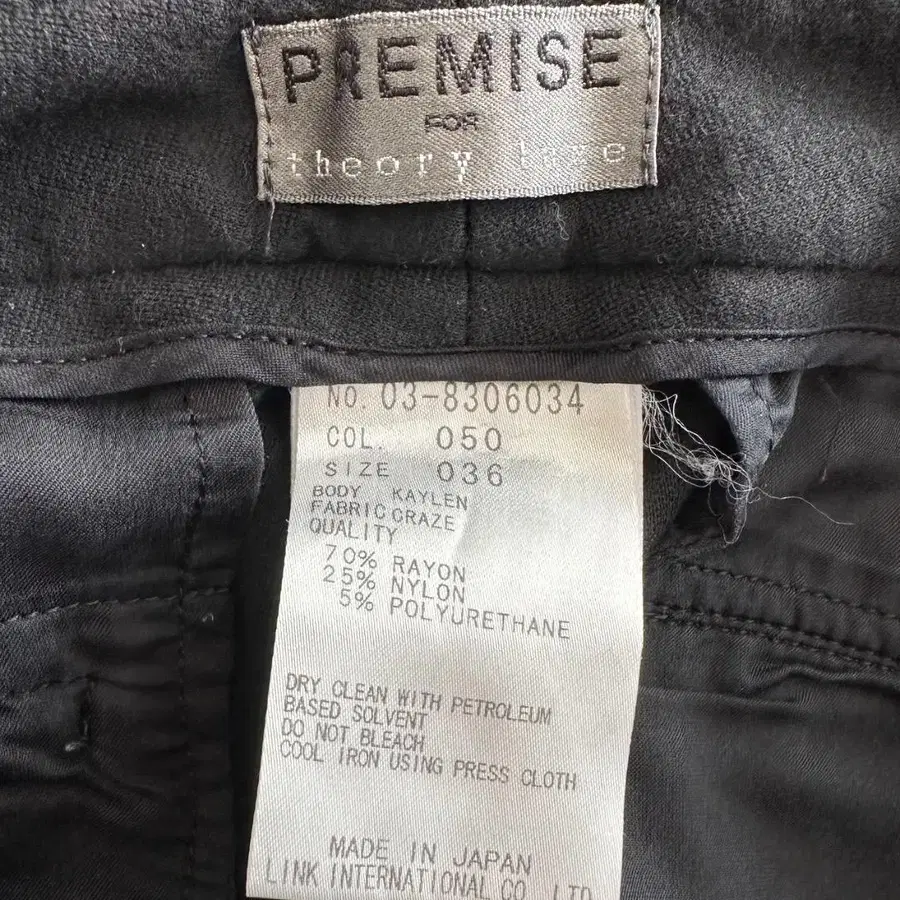 PREMISE
FOR
theory luxe
No. 03-8306034
COL. 050
SIZE 036
BODY KAYLEN
FABRIC CRAZE
QUALITY
70% RAYON
25% NYLON
5% POLYURETHANE
DRY CLEAN WITH PETROLEUM
BASED SOLVENT
DO NOT BLEACH
COOL IRON USING PRESS CLOTH
MADE IN JAPAN
LINK INTERNATIONAL CO. LTD